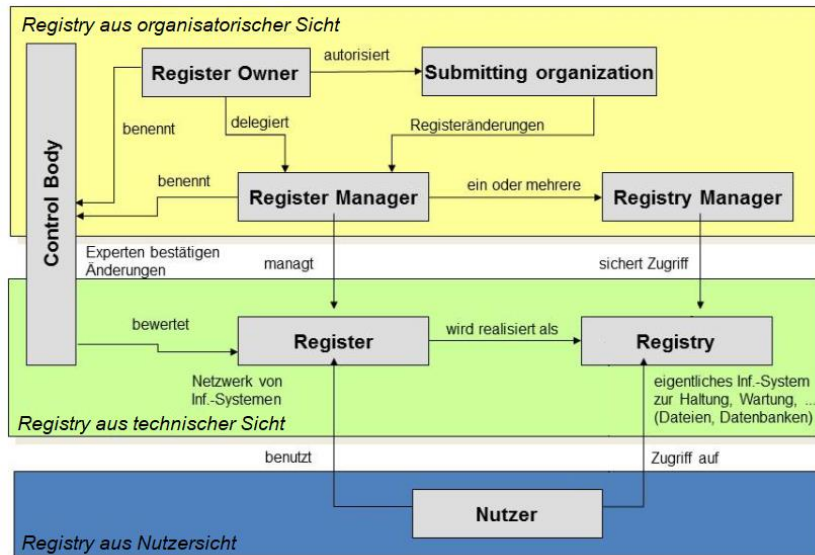 Registry aus organisatorischer Sicht
Register Owner
autorisiert
Submitting organization
benennt
delegiert
Registeränderungen
Control Body
benennt
Register Manager
ein oder mehrere
Registry Manager
Experten bestätigen
Änderungen
managt
sichert Zugriff
bewertet
Register
wird realisiert als
Registry
Netzwerk von
Inf.-Systemen
eigentliches Inf.-System
zur Haltung, Wartung, ...
(Dateien, Datenbanken)
Registry aus technischer Sicht
benutzt
Zugriff auf
Nutzer
Registry aus Nutzersicht